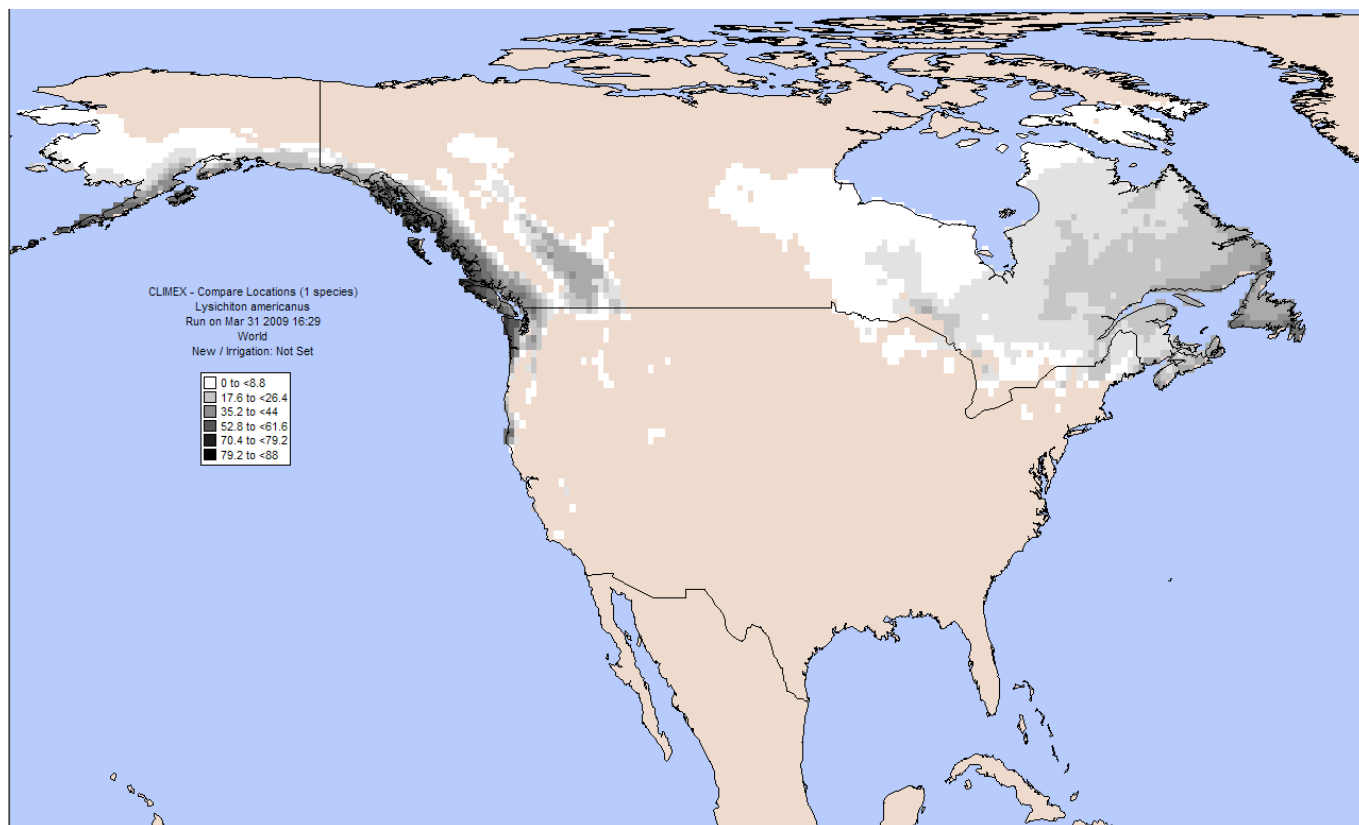 CLIMEX - Compare Locations (1 species)
Lysichiton americanus
Run on Mar 31 2009 16:29
World
New / Irrigation: Not Set
0 to <8.8
17.6 to <26.4
35.2 to <44
52.8 to <61.6
70.4 to <79.2
79.2 to <88